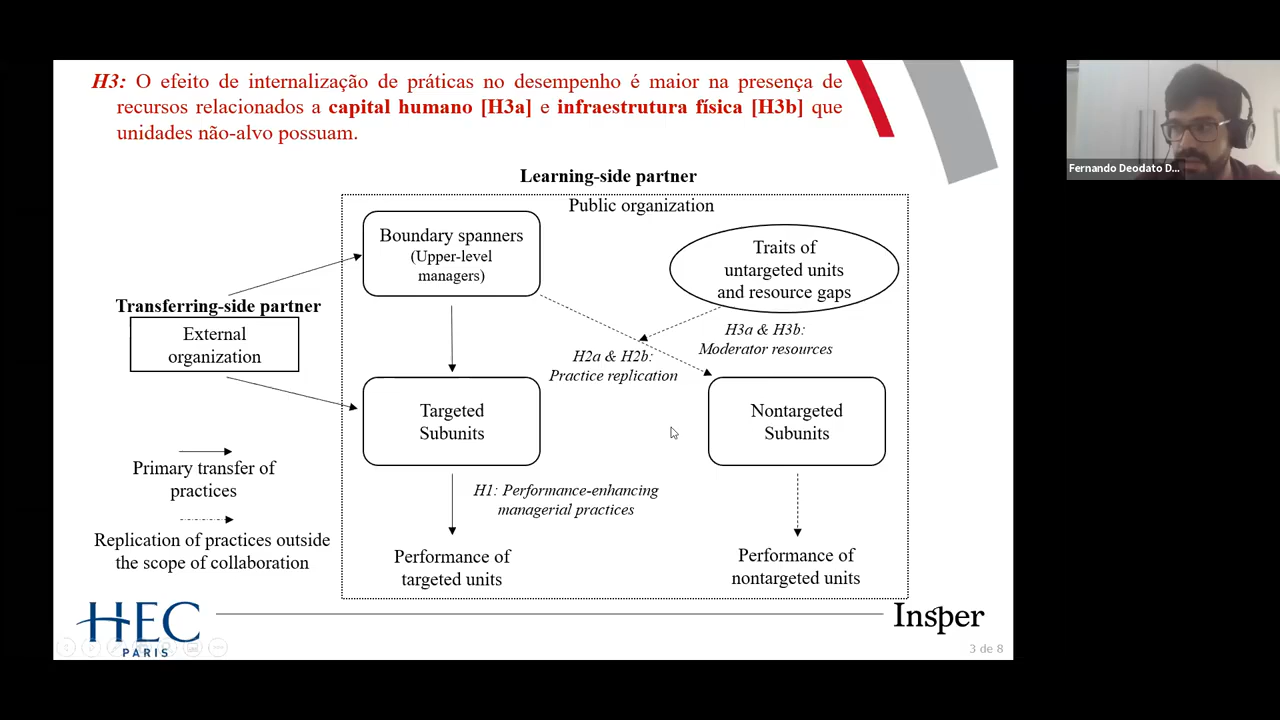 H3: O efeito de internalização de práticas no desempenho é maior na presença de
recursos relacionados a capital humano [H3a] e infraestrutura física [H3b] que
unidades não-alvo possuam.
Fernando Deodato D...
Learning-side partner
Public organization
Boundary spanners
(Upper-level
managers)
Traits of
untargeted units
and resource gaps
Transferring-side partner
External
organization
H3a & H3b:
Moderator resources
H2a & H2b:
Practice replication
Targeted
Subunits
Nontargeted
Subunits
Primary transfer of
practices
H1: Performance-enhancing
managerial practices
Replication of practices outside
the scope of collaboration
Performance of
targeted units
Performance of
nontargeted units
HEC
PARIS
Insper
3 de 8